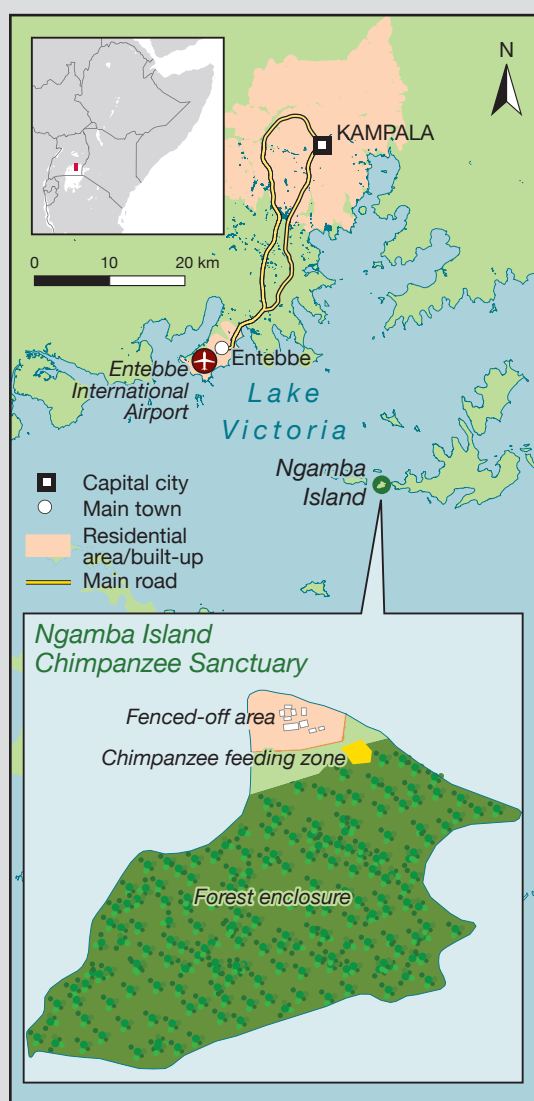 N
KAMPALA
0 10 20 km
Entebbe
Entebbe
International
Airport
Lake
Victoria
Ngamba
Island
Capital city
Main town
Residential
area/built-up
Main road
Ngamba Island
Chimpanzee Sanctuary
Fenced-off area
Chimpanzee feeding zone
Forest enclosure